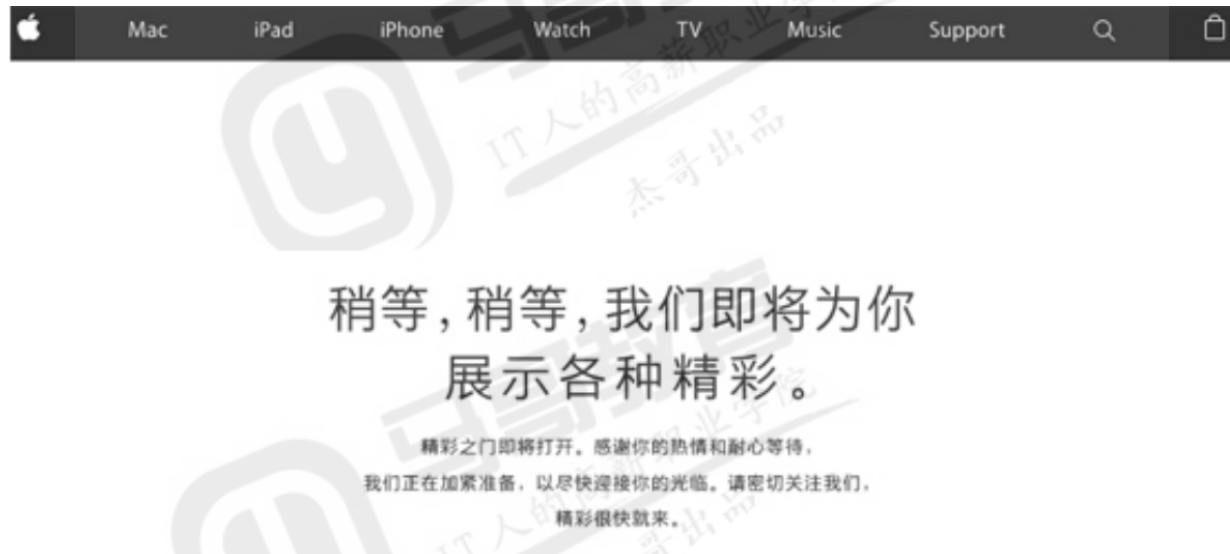 Mac iPad iPhone Watch TV Music Support
IT人的高薪职业学院
杰哥出品
稍等，稍等，我们即将为你
展示各种精彩。
马哥教育
精彩之门即将打开。感谢你的热情和耐心等待，
我们正在加紧准备，以尽快迎接你的光临。请密切关注我们，
精彩很快就来。
IT人的高薪职业学院